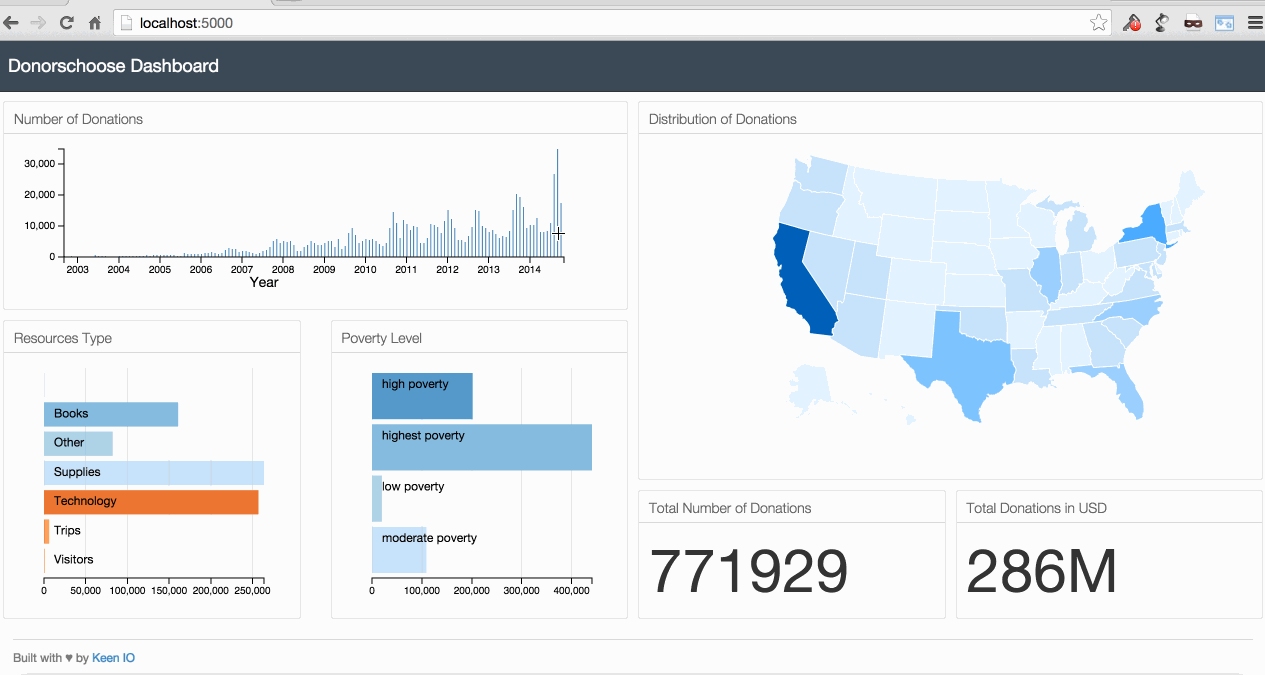 localhost:5000
Donorschoose Dashboard
Number of Donations
30,000
20,000
10,000
0
2003 2004 2005 2006 2007 2008 2009 2010 2011 2012 2013 2014
Year
Distribution of Donations
Resources Type
Books
Other
Supplies
Technology
Trips
Visitors
0 50,000 100,000 150,000 200,000 250,000
Poverty Level
high poverty
highest poverty
low poverty
moderate poverty
0 100,000 200,000 300,000 400,000
Total Number of Donations
771929
Total Donations in USD
286M
Built with ♥ by Keen IO